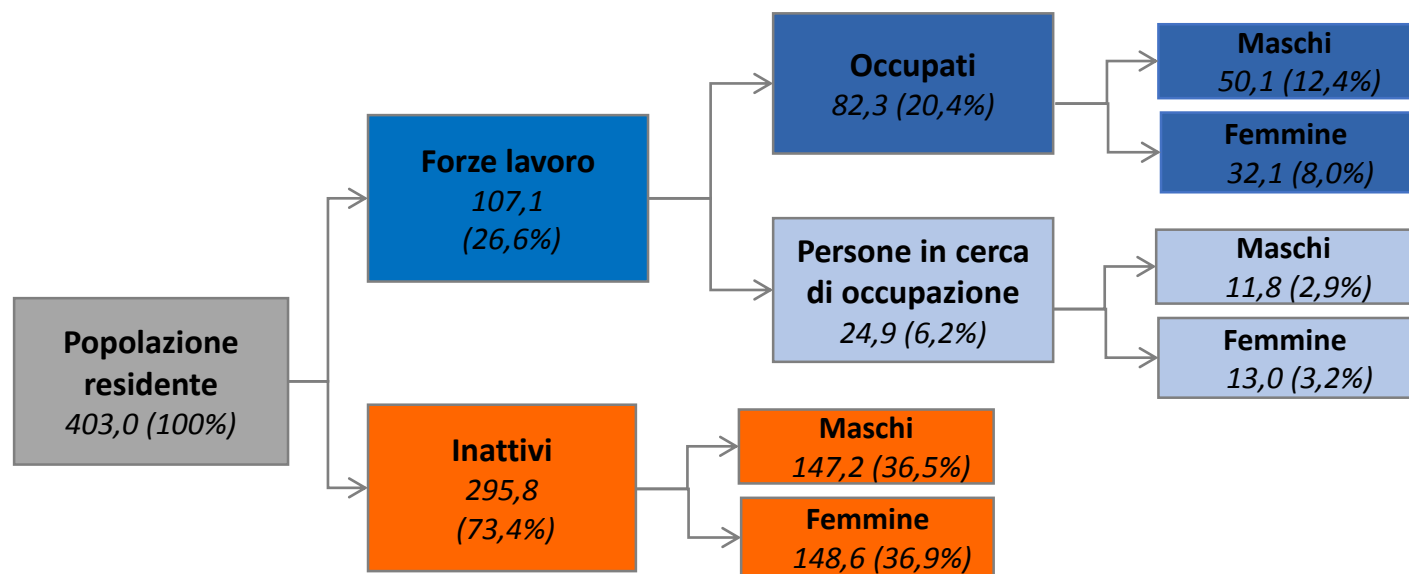 Popolazione
residente
403,0 (100%)
Forze lavoro
107,1
(26,6%)
Occupati
82,3 (20,4%)
Maschi
50,1 (12,4%)
Femmine
32,1 (8,0%)
Persone in cerca
di occupazione
24,9 (6,2%)
Maschi
11,8 (2,9%)
Femmine
13,0 (3,2%)
Inattivi
295,8
(73,4%)
Maschi
147,2 (36,5%)
Femmine
148,6 (36,9%)